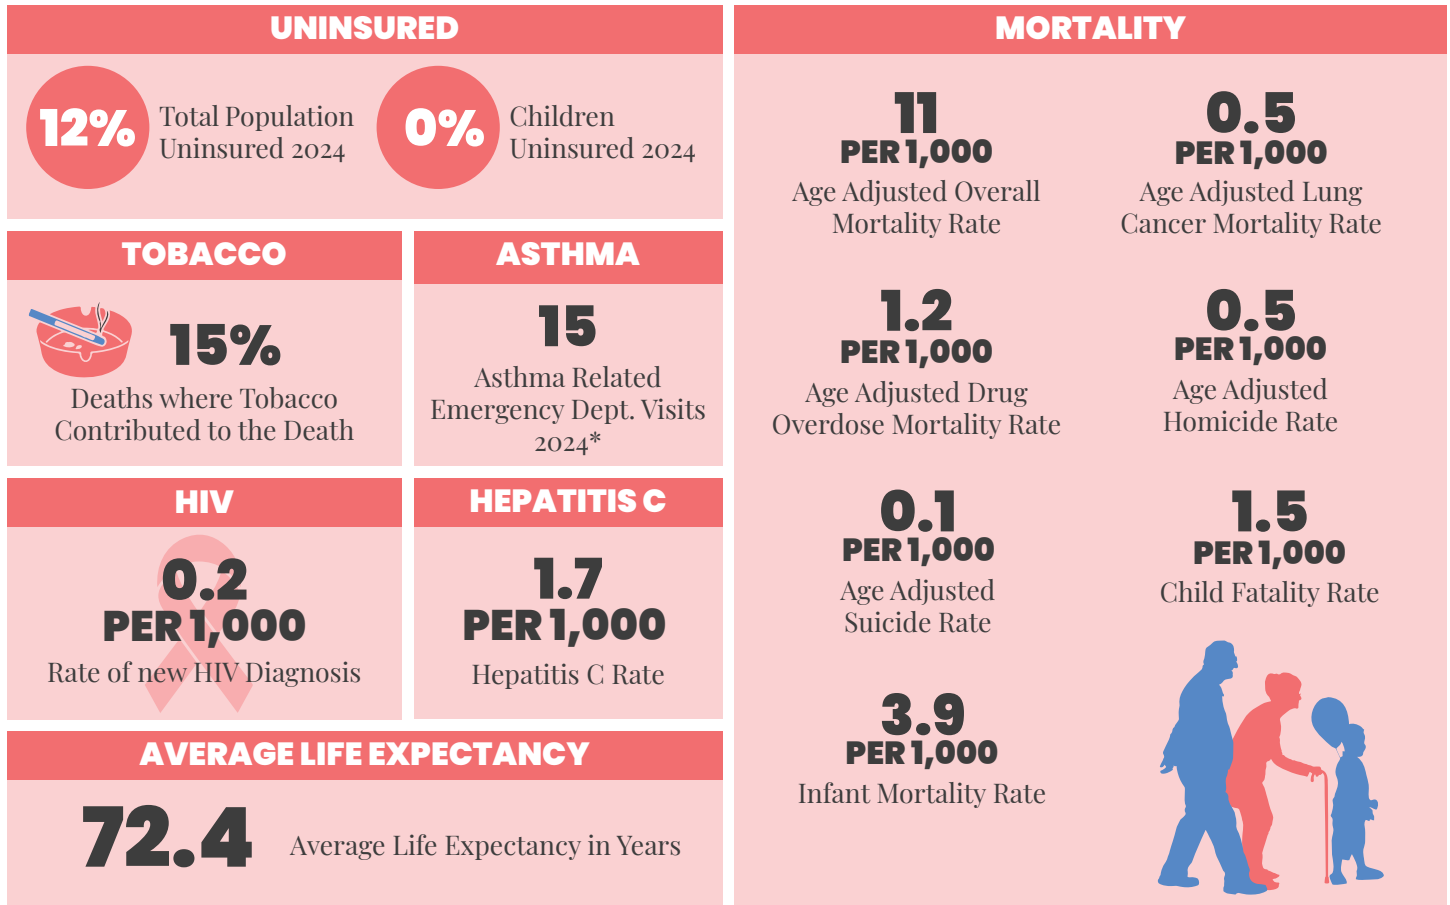 UNINSURED
12%
Total Population
Uninsured 2024
0%
Children
Uninsured 2024
TOBACCO
15%
Deaths where Tobacco
Contributed to the Death
ASTHMA
15
Asthma Related
Emergency Dept. Visits
2024*
HIV
0.2
PER 1,000
Rate of new HIV Diagnosis
HEPATITIS C
1.7
PER 1,000
Hepatitis C Rate
AVERAGE LIFE EXPECTANCY
72.4
Average Life Expectancy in Years
MORTALITY
11
PER 1,000
Age Adjusted Overall
Mortality Rate
0.5
PER 1,000
Age Adjusted Lung
Cancer Mortality Rate
1.2
PER 1,000
Age Adjusted Drug
Overdose Mortality Rate
0.5
PER 1,000
Age Adjusted
Homicide Rate
0.1
PER 1,000
Age Adjusted
Suicide Rate
1.5
PER 1,000
Child Fatality Rate
3.9
PER 1,000
Infant Mortality Rate